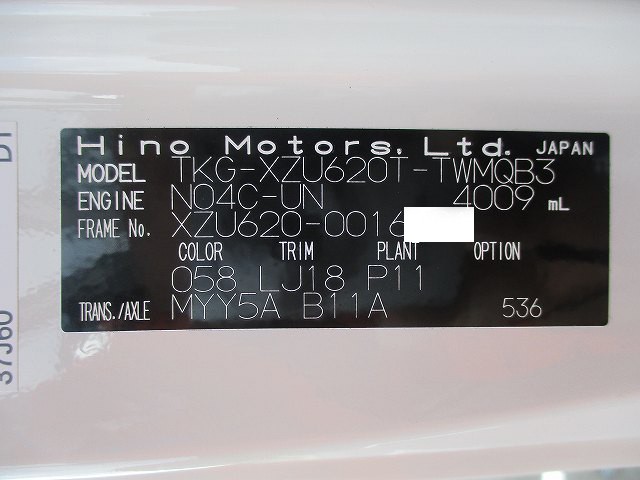 Hino Motors, Ltd. JAPAN
MODEL TKG-XZU620T-TWMQB3
ENGINE N04C-UN 4009 mL
FRAME No. XZU620-0016
COLOR TRIM PLANT OPTION
058 LJ18 P11
TRANS./AXLE MYY5A B11A 536